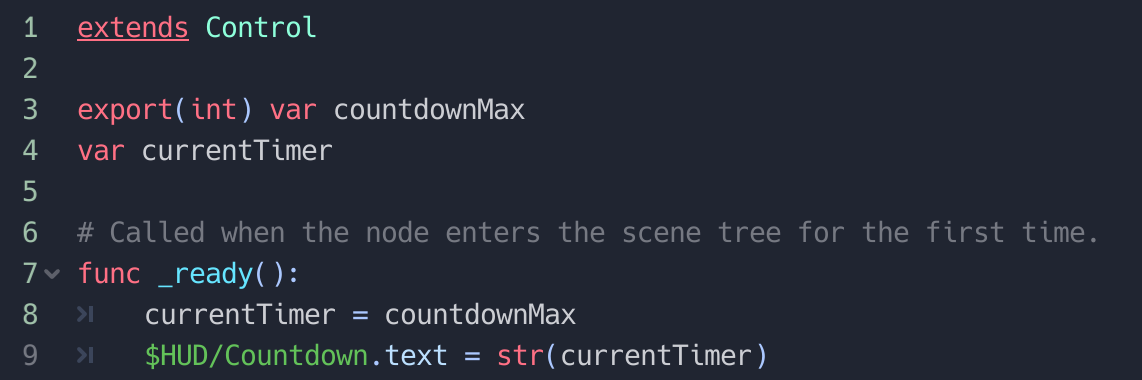 1 extends Control
2
3 export(int) var countdownMax
4 var currentTimer
5
6 # Called when the node enters the scene tree for the first time.
7 func _ready():
8 currentTimer = countdownMax
9 $HUD/Countdown.text = str(currentTimer)